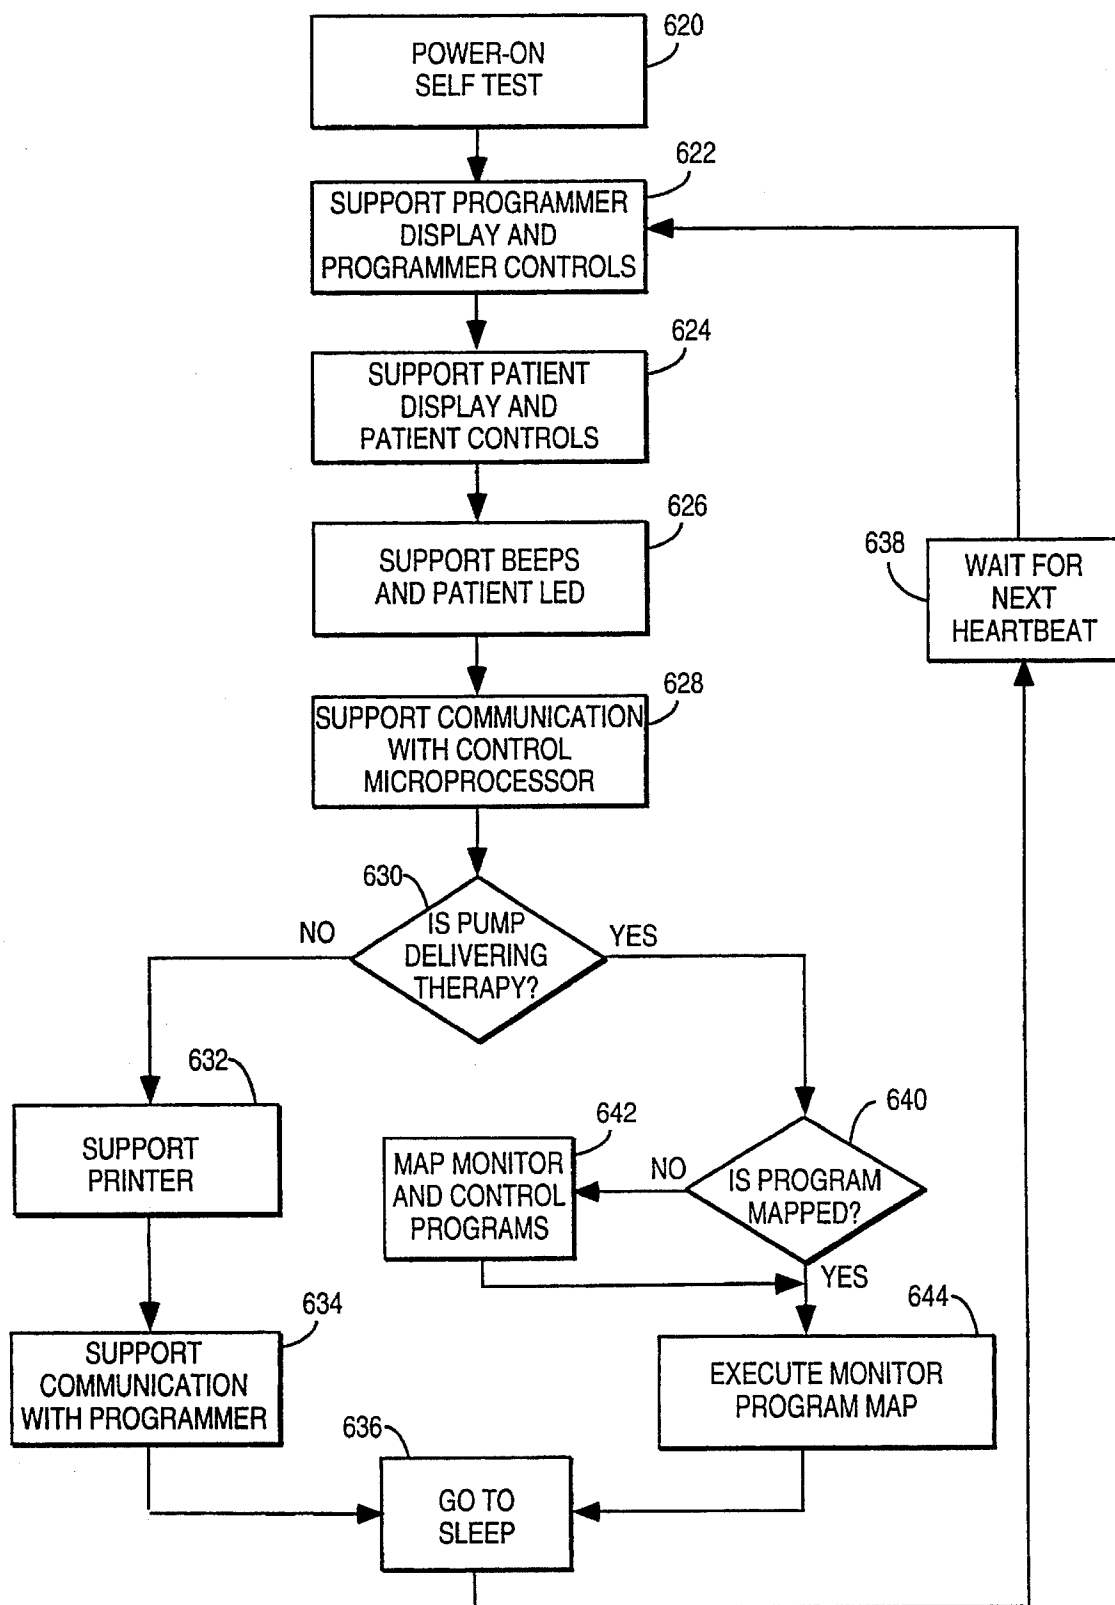 620
POWER-ON
SELF TEST
622
SUPPORT PROGRAMMER
DISPLAY AND
PROGRAMMER CONTROLS
624
SUPPORT PATIENT
DISPLAY AND
PATIENT CONTROLS
626
SUPPORT BEEPS
AND PATIENT LED
638
WAIT FOR
NEXT
HEARTBEAT
628
SUPPORT COMMUNICATION
WITH CONTROL
MICROPROCESSOR
630
IS PUMP
DELIVERING
THERAPY?
NO
YES
632
SUPPORT
PRINTER
640
IS PROGRAM
MAPPED?
NO
YES
642
MAP MONITOR
AND CONTROL
PROGRAMS
634
SUPPORT
COMMUNICATION
WITH PROGRAMMER
644
EXECUTE MONITOR
PROGRAM MAP
636
GO TO
SLEEP